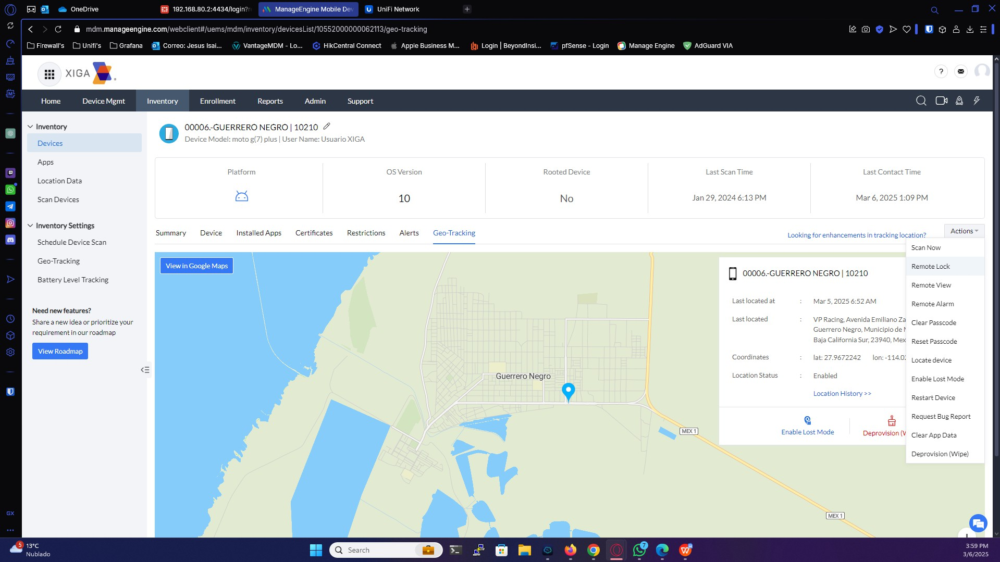 OneDrive
192.168.80.2:4434/login?r
ManageEngine Mobile Dev
UniFi Network
mdm.manageengine.com/webclient#/uems/mdm/inventory/devicesList/10552000000062113/geo-tracking
Firewall's
Unifi's
Grafana
Correo: Jesus Isai...
VantageMDM - Lo...
HikCentral Connect
Apple Business M...
Login | BeyondInsi...
pfSense - Login
Manage Engine
AdGuard VIA
XIGA
?
Home
Device Mgmt
Inventory
Enrollment
Reports
Admin
Support
Inventory
Devices
Apps
Location Data
Scan Devices
Inventory Settings
Schedule Device Scan
Geo-Tracking
Battery Level Tracking
Need new features?
Share a new idea or prioritize your
requirement in our roadmap
View Roadmap
00006.-GUERRERO NEGRO | 10210
Device Model: moto g(7) plus | User Name: Usuario XIGA
Platform
OS Version
10
Rooted Device
No
Last Scan Time
Jan 29, 2024 6:13 PM
Last Contact Time
Mar 6, 2025 1:09 PM
Summary
Device
Installed Apps
Certificates
Restrictions
Alerts
Geo-Tracking
Looking for enhancements in tracking location?
Actions
Scan Now
Remote Lock
Remote View
Remote Alarm
Clear Passcode
Reset Passcode
Locate device
Enable Lost Mode
Restart Device
Request Bug Report
Clear App Data
Deprovision (Wipe)
View in Google Maps
Guerrero Negro
MEX 1
MEX 1
00006.-GUERRERO NEGRO | 10210
Last located at : Mar 5, 2025 6:52 AM
Last located : VP Racing, Avenida Emiliano Za
Guerrero Negro, Municipio de M
Baja California Sur, 23940, Mex
Coordinates : lat: 27.9672242 lon: -114.02
Location Status : Enabled
Location History >>
Enable Lost Mode
Deprovision (W
GX
5
13°C
Nublado
Search
7
3:59 PM
3/6/2025